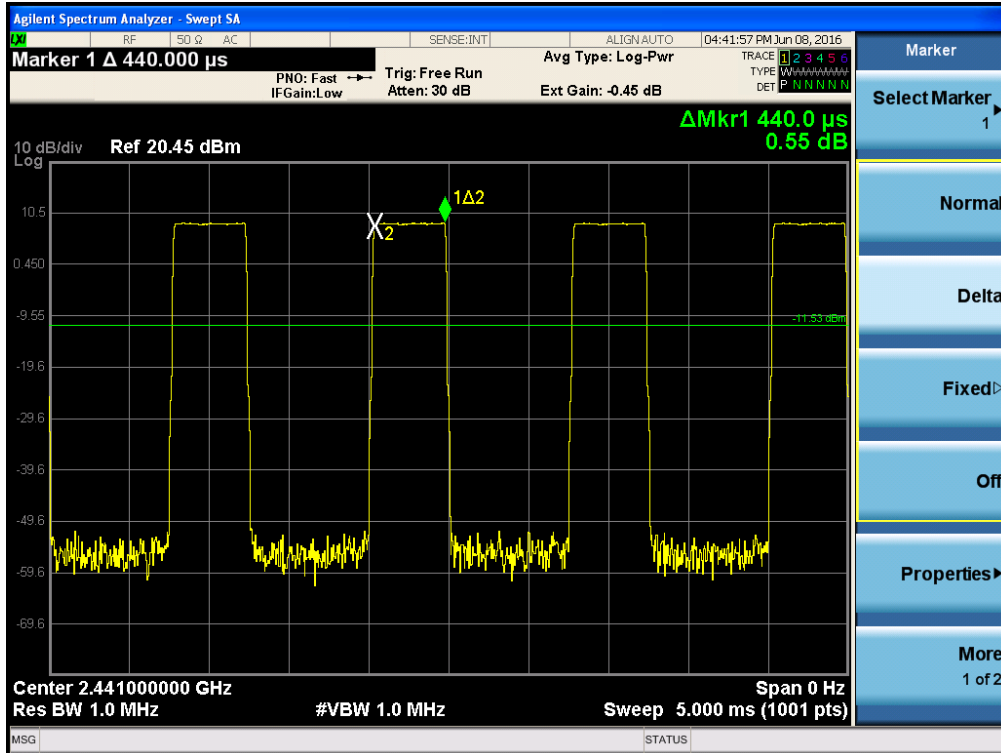 Agilent Spectrum Analyzer - Swept SA
LXI RF 50 Ω AC SENSE:INT ALIGN AUTO 04:41:57 PM Jun 08, 2016
Marker 1 Δ 440.000 µs
PNO: Fast
IFGain:Low
Trig: Free Run
Atten: 30 dB
Avg Type: Log-Pwr
Ext Gain: -0.45 dB
TRACE 1 2 3 4 5 6
TYPE W
DET P N N N N N
ΔMkr1 440.0 µs
0.55 dB
10 dB/div Ref 20.45 dBm
Log
1Δ2
10.5
X2
0.450
-9.55
-11.53 dBm
-19.6
-29.6
-39.6
-49.6
-59.6
-69.6
Center 2.441000000 GHz Span 0 Hz
Res BW 1.0 MHz #VBW 1.0 MHz Sweep 5.000 ms (1001 pts)
MSG STATUS
Marker
Select Marker
1
Normal
Delta
Fixed
Off
Properties
More
1 of 2